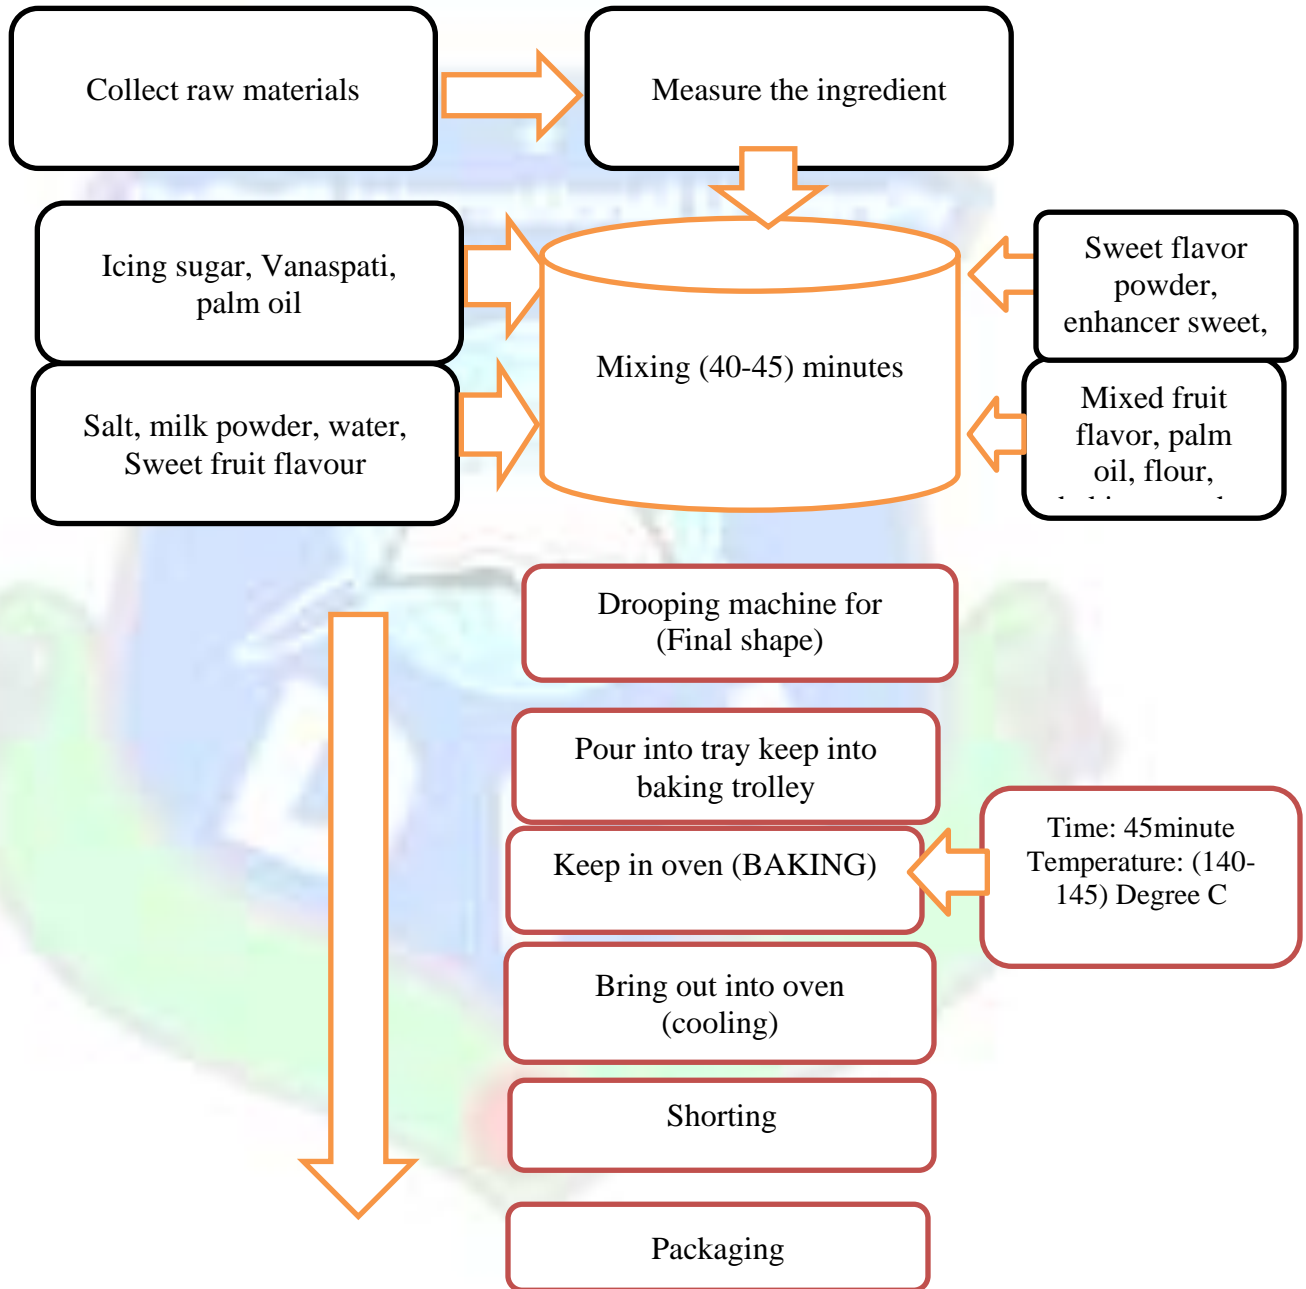 Collect raw materials
Measure the ingredient
Icing sugar, Vanaspati,
palm oil
Sweet flavor
powder,
enhancer sweet,
Mixing (40-45) minutes
Salt, milk powder, water,
Sweet fruit flavour
Mixed fruit
flavor, palm
oil, flour,
Drooping machine for
(Final shape)
Pour into tray keep into
baking trolley
Keep in oven (BAKING)
Time: 45minute
Temperature: (140-
145) Degree C
Bring out into oven
(cooling)
Shorting
Packaging